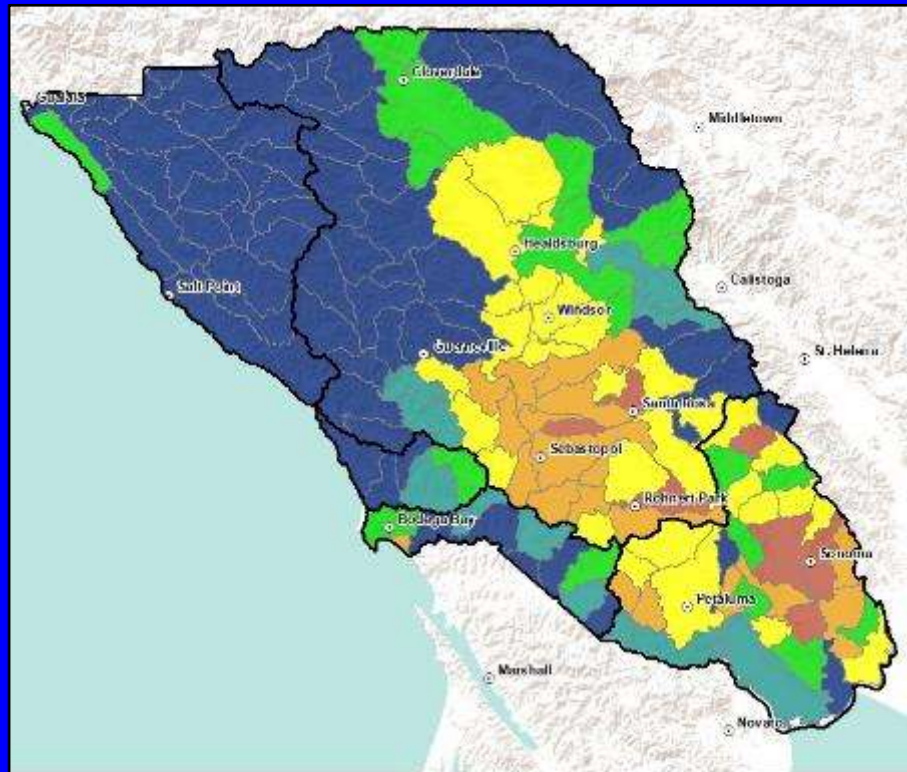 Cloverdale
Gualala
Middletown
Healdsburg
Calistoga
Salt Point
Windsor
Guerneville
St. Helena
Santa Rosa
Sebastopol
Rohnert Park
Bodega Bay
Sonoma
Petaluma
Marshall
Novato